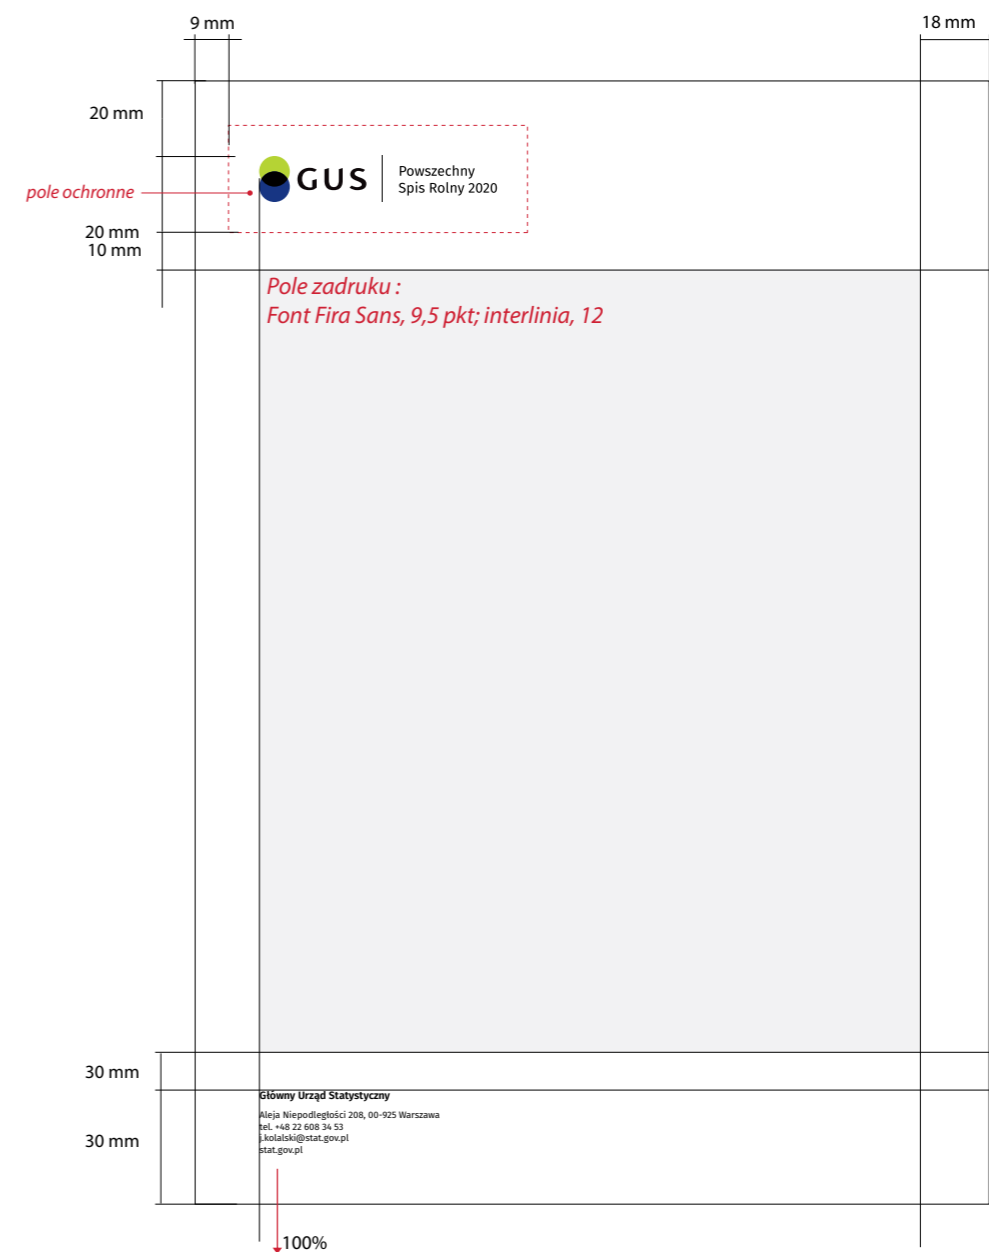 9 mm
18 mm
20 mm
GUS
Powszechny
Spis Rolny 2020
pole ochronne
20 mm
10 mm
Pole zadruku :
Font Fira Sans, 9,5 pkt; interlinia, 12
30 mm
Główny Urząd Statystyczny
Aleja Niepodległości 208, 00-925 Warszawa
tel. +48 22 608 34 53
j.kolalski@stat.gov.pl
stat.gov.pl
30 mm
100%